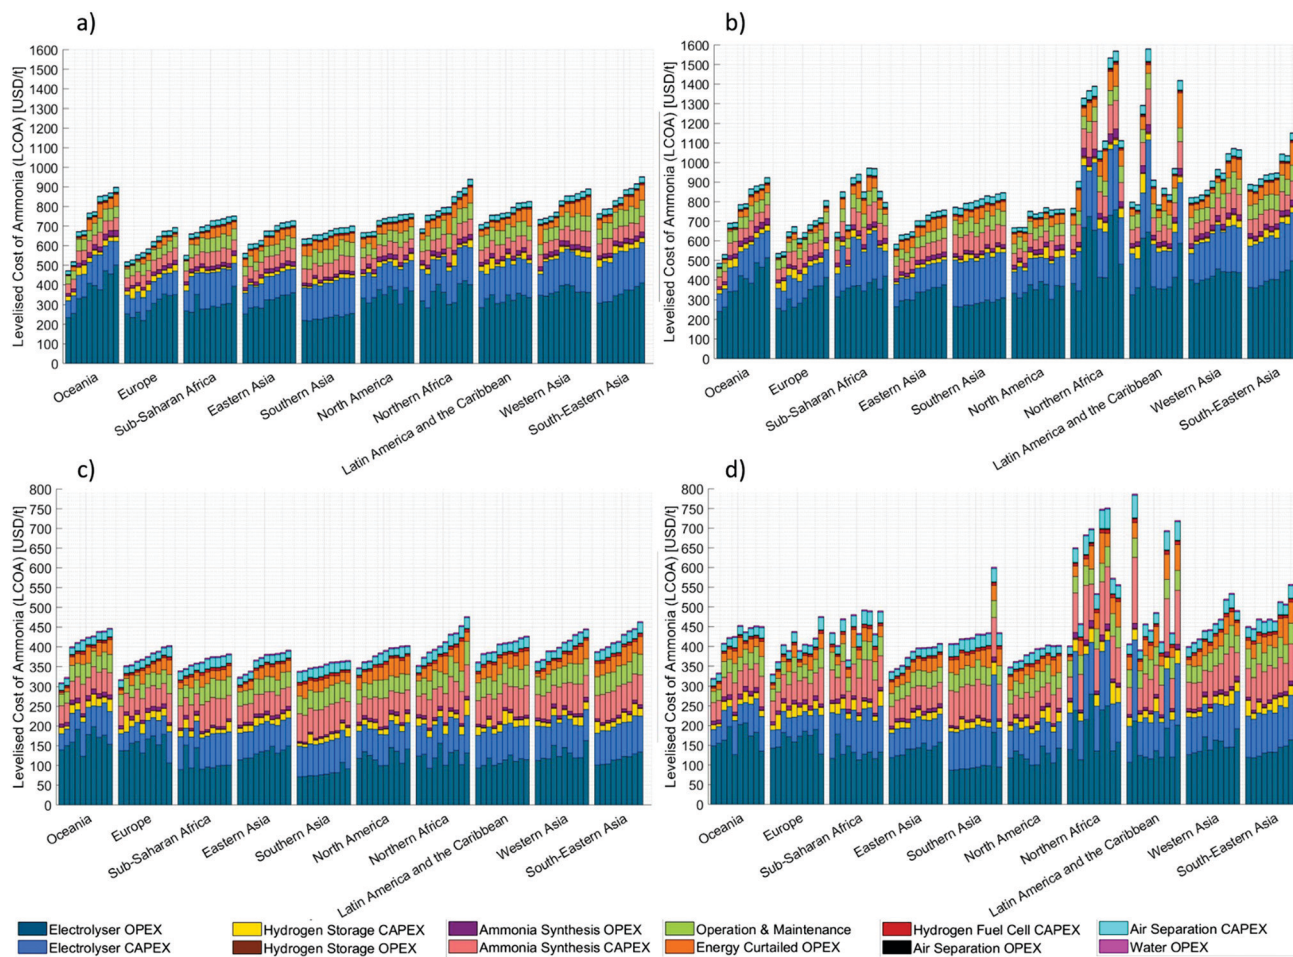 a)
Levelised Cost of Ammonia (LCOA) [USD/t]
1600
1500
1400
1300
1200
1100
1000
900
800
700
600
500
400
300
200
100
0
Oceania
Europe
Sub-Saharan Africa
Eastern Asia
Southern Asia
North America
Northern Africa
Latin America and the Caribbean
Western Asia
South-Eastern Asia
b)
Levelised Cost of Ammonia (LCOA) [USD/t]
1600
1500
1400
1300
1200
1100
1000
900
800
700
600
500
400
300
200
100
0
Oceania
Europe
Sub-Saharan Africa
Eastern Asia
Southern Asia
North America
Northern Africa
Latin America and the Caribbean
Western Asia
South-Eastern Asia
c)
Levelised Cost of Ammonia (LCOA) [USD/t]
800
750
700
650
600
550
500
450
400
350
300
250
200
150
100
50
0
Oceania
Europe
Sub-Saharan Africa
Eastern Asia
Southern Asia
North America
Northern Africa
Latin America and the Caribbean
Western Asia
South-Eastern Asia
d)
Levelised Cost of Ammonia (LCOA) [USD/t]
800
750
700
650
600
550
500
450
400
350
300
250
200
150
100
50
0
Oceania
Europe
Sub-Saharan Africa
Eastern Asia
Southern Asia
North America
Northern Africa
Latin America and the Caribbean
Western Asia
South-Eastern Asia
Electrolyser OPEX
Hydrogen Storage CAPEX
Ammonia Synthesis OPEX
Operation & Maintenance
Hydrogen Fuel Cell CAPEX
Air Separation CAPEX
Electrolyser CAPEX
Hydrogen Storage OPEX
Ammonia Synthesis CAPEX
Energy Curtailed OPEX
Air Separation OPEX
Water OPEX